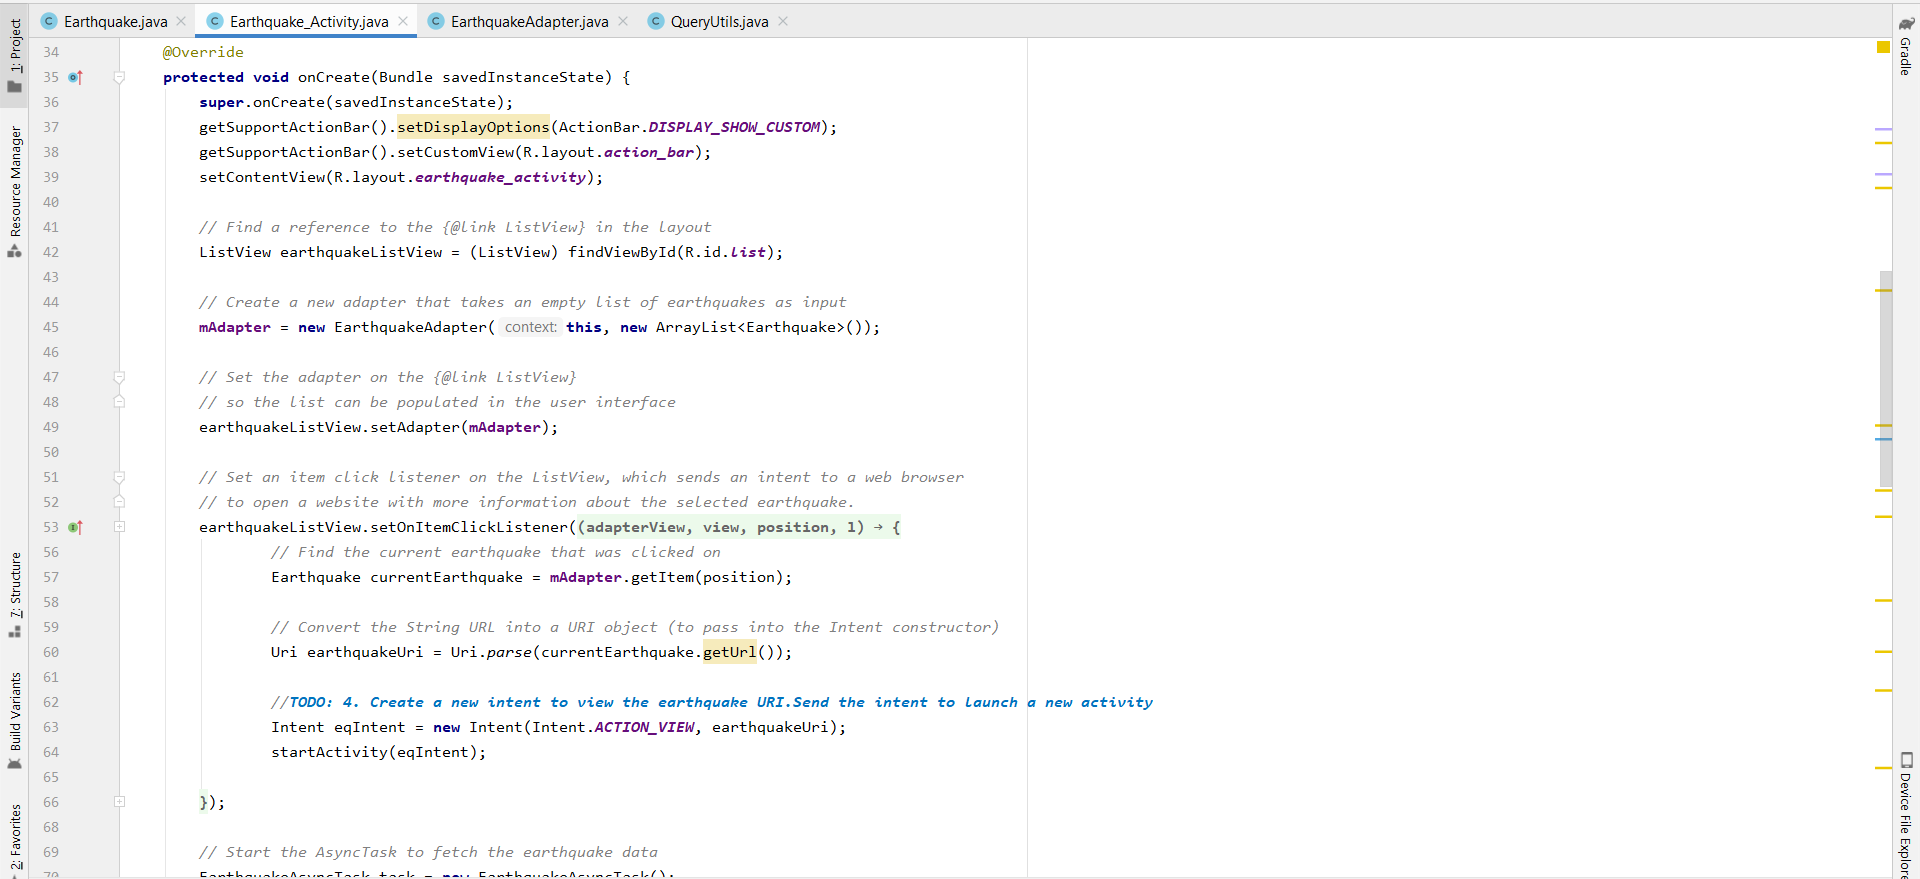 Earthquake.java
Earthquake_Activity.java
EarthquakeAdapter.java
QueryUtils.java
1: Project
Resource Manager
7: Structure
Build Variants
2: Favorites
34 @Override
35 protected void onCreate(Bundle savedInstanceState) {
36 super.onCreate(savedInstanceState);
37 getSupportActionBar().setDisplayOptions(ActionBar.DISPLAY_SHOW_CUSTOM);
38 getSupportActionBar().setCustomView(R.layout.action_bar);
39 setContentView(R.layout.earthquake_activity);
40
41 // Find a reference to the {@link ListView} in the layout
42 ListView earthquakeListView = (ListView) findViewById(R.id.list);
43
44 // Create a new adapter that takes an empty list of earthquakes as input
45 mAdapter = new EarthquakeAdapter( context: this, new ArrayList<Earthquake>());
46
47 // Set the adapter on the {@link ListView}
48 // so the list can be populated in the user interface
49 earthquakeListView.setAdapter(mAdapter);
50
51 // Set an item click listener on the ListView, which sends an intent to a web browser
52 // to open a website with more information about the selected earthquake.
53 earthquakeListView.setOnItemClickListener((adapterView, view, position, l) → {
56 // Find the current earthquake that was clicked on
57 Earthquake currentEarthquake = mAdapter.getItem(position);
58
59 // Convert the String URL into a URI object (to pass into the Intent constructor)
60 Uri earthquakeUri = Uri.parse(currentEarthquake.getUrl());
61
62 //TODO: 4. Create a new intent to view the earthquake URI.Send the intent to launch a new activity
63 Intent eqIntent = new Intent(Intent.ACTION_VIEW, earthquakeUri);
64 startActivity(eqIntent);
65
66 });
68
69 // Start the AsyncTask to fetch the earthquake data
70 EarthquakeAsyncTask task = new EarthquakeAsyncTask();
Gradle
Device File Explore